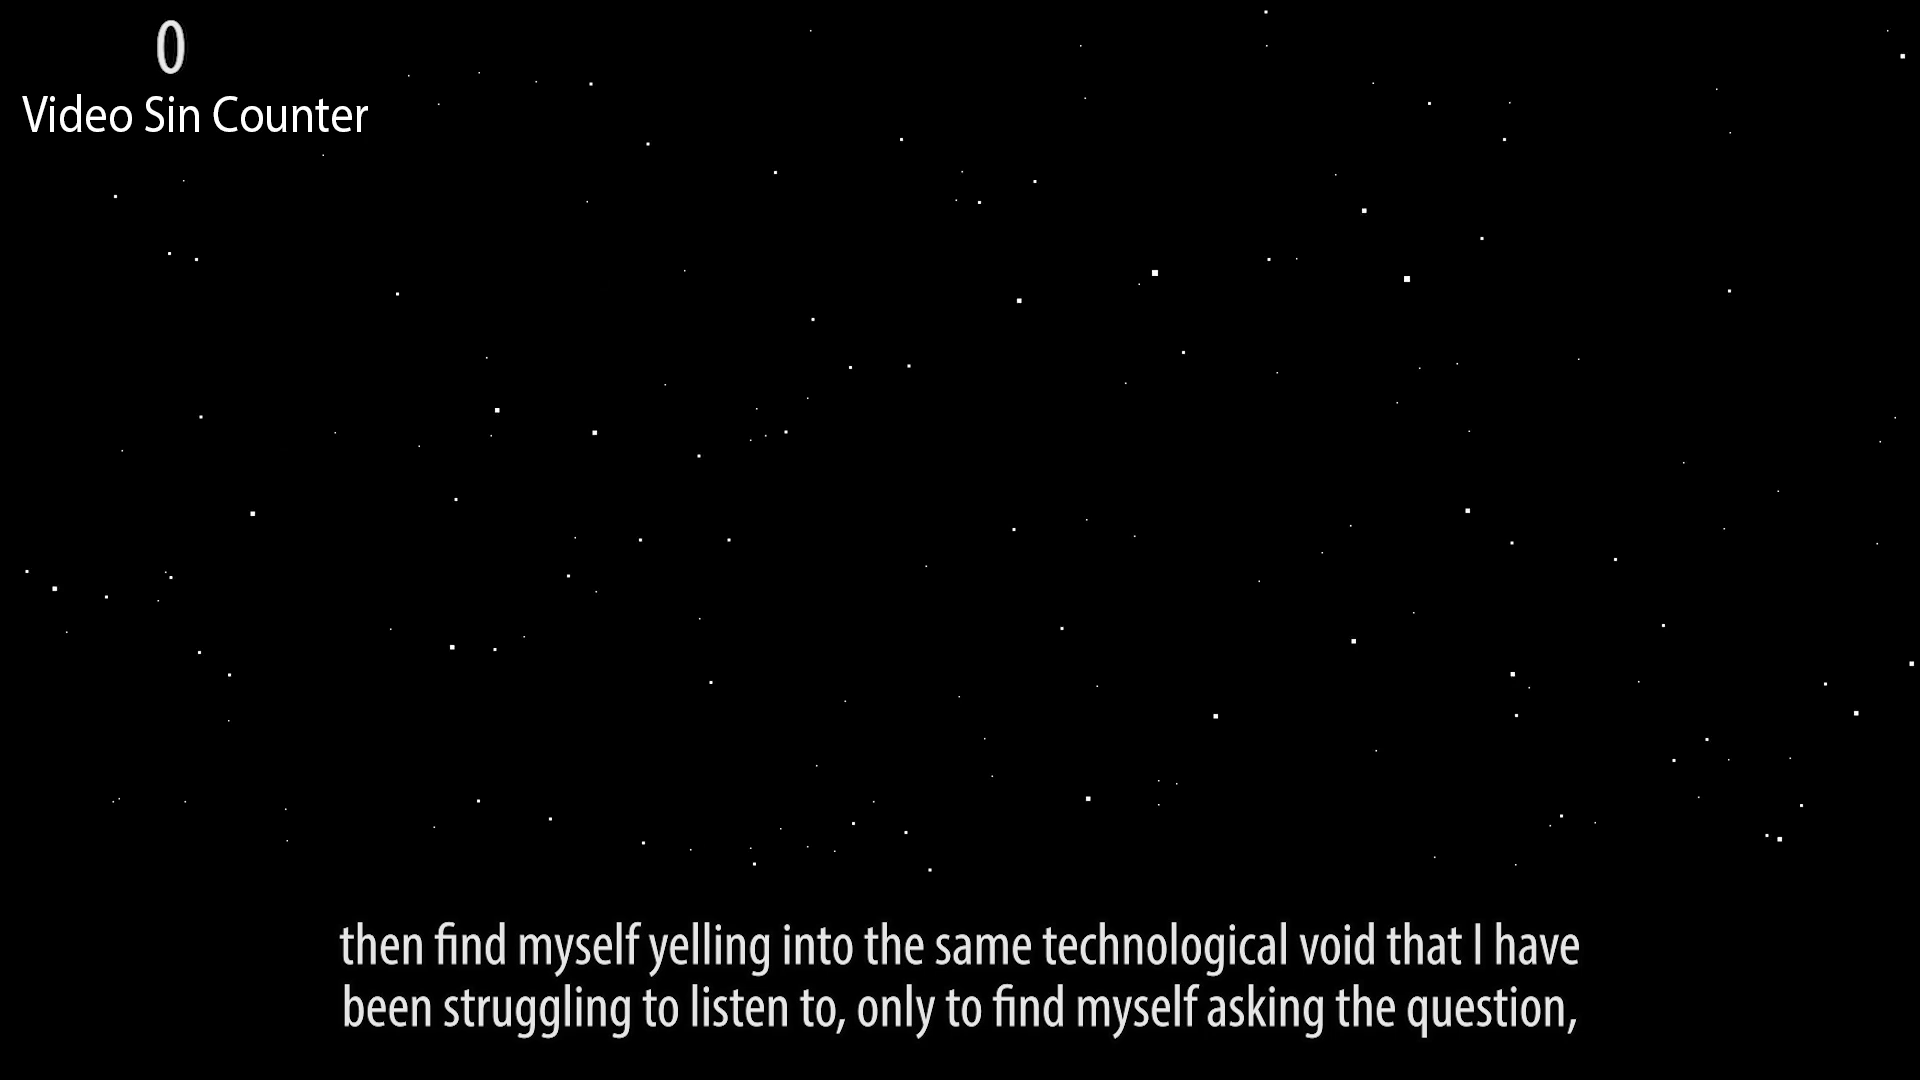 0
Video Sin Counter
then find myself yelling into the same technological void that I have
been struggling to listen to, only to find myself asking the question,